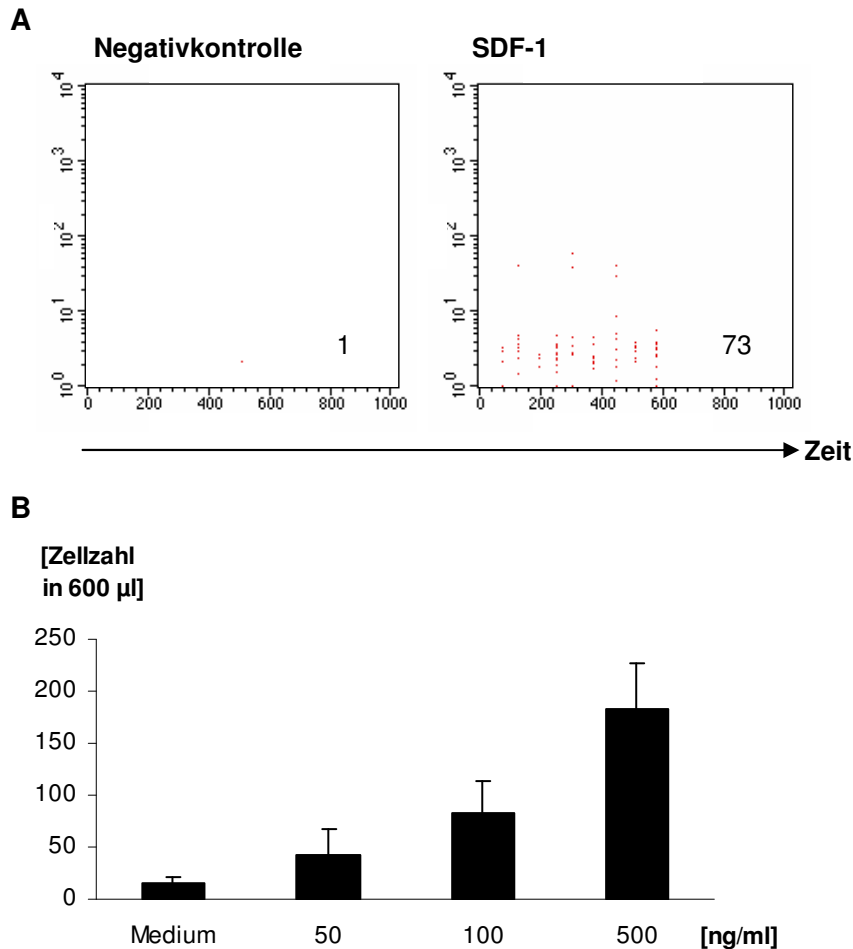 A
Negativkontrolle SDF-1
10^4 10^4
10^3 10^3
10^2 10^2
10^1 10^1
1 73
10^0 10^0
0 200 400 600 800 1000 0 200 400 600 800 1000
Zeit
B
[Zellzahl
in 600 µl]
250
200
150
100
50
0
Medium 50 100 500 [ng/ml]